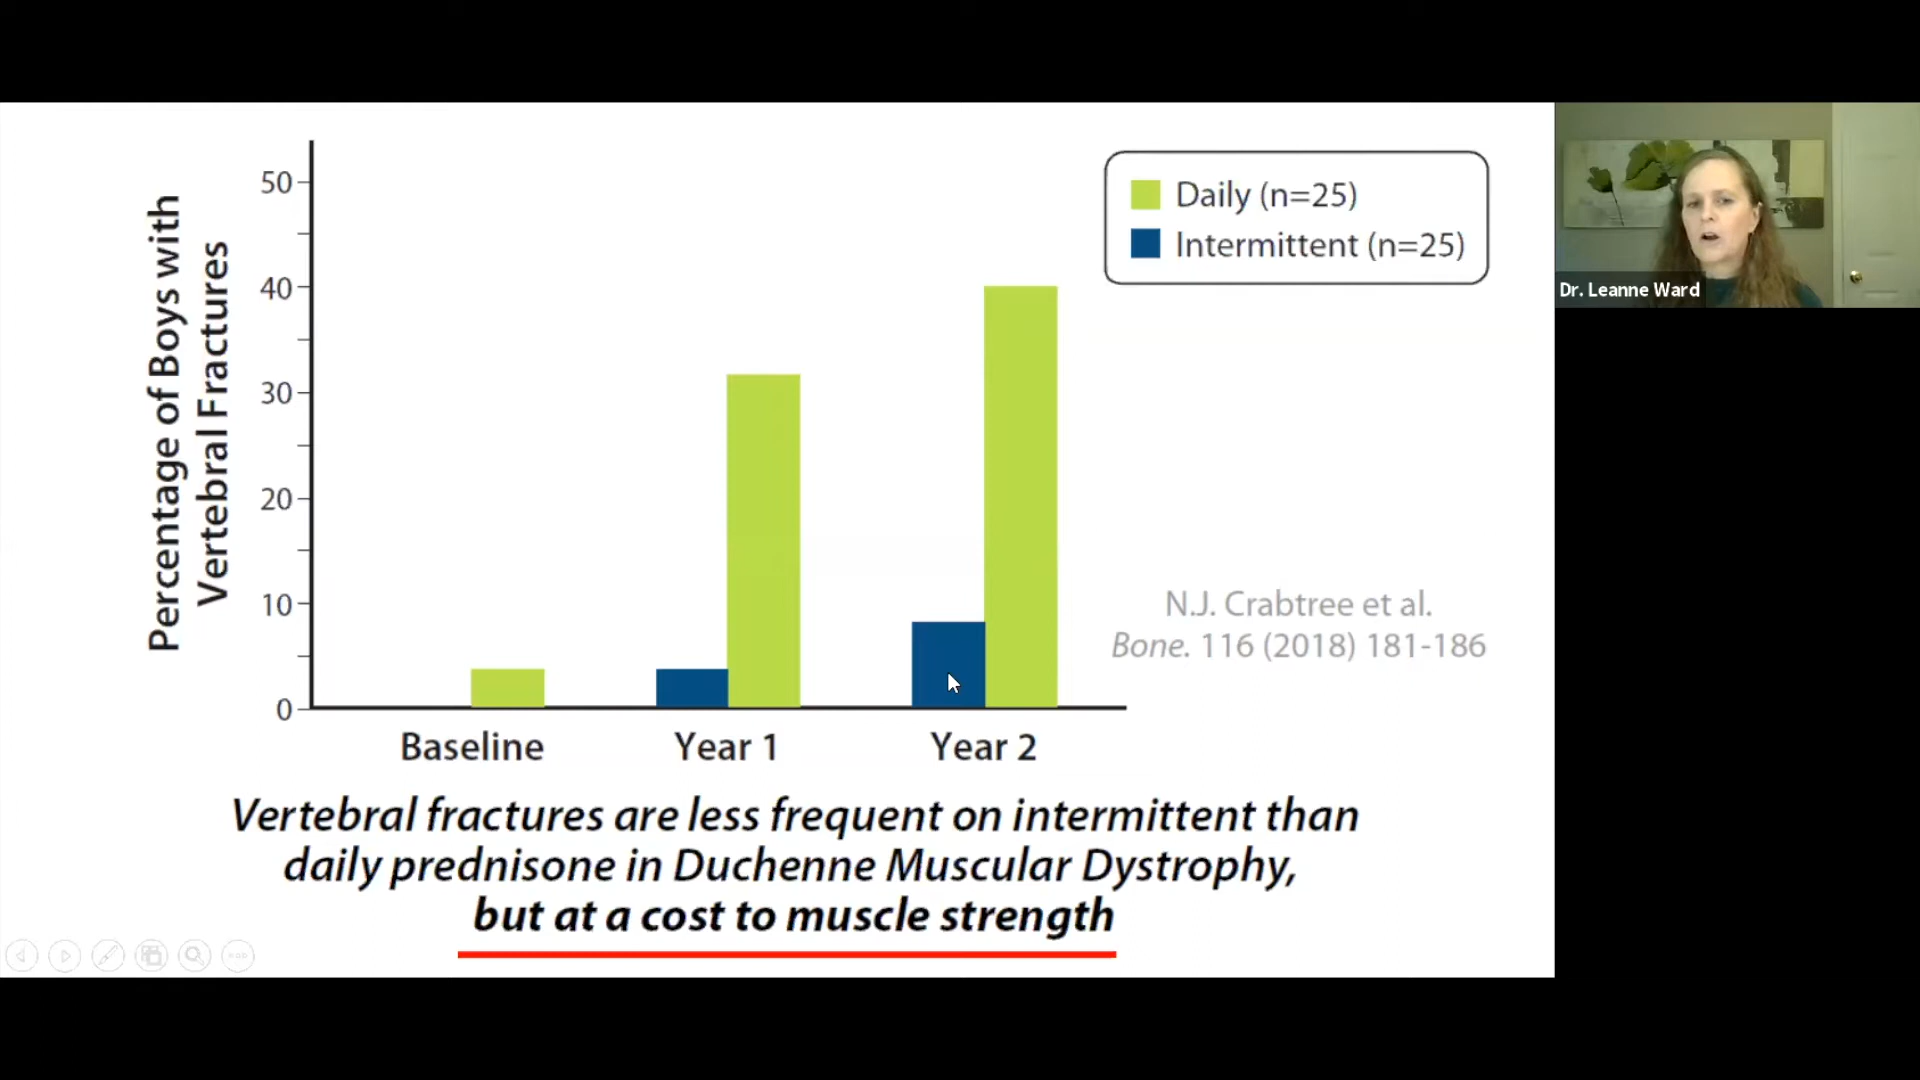 Percentage of Boys with
Vertebral Fractures
50
40
30
20
10
0
Baseline
Year 1
Year 2
Daily (n=25)
Intermittent (n=25)
N.J. Crabtree et al.
Bone. 116 (2018) 181-186
Vertebral fractures are less frequent on intermittent than
daily prednisone in Duchenne Muscular Dystrophy,
but at a cost to muscle strength
Dr. Leanne Ward